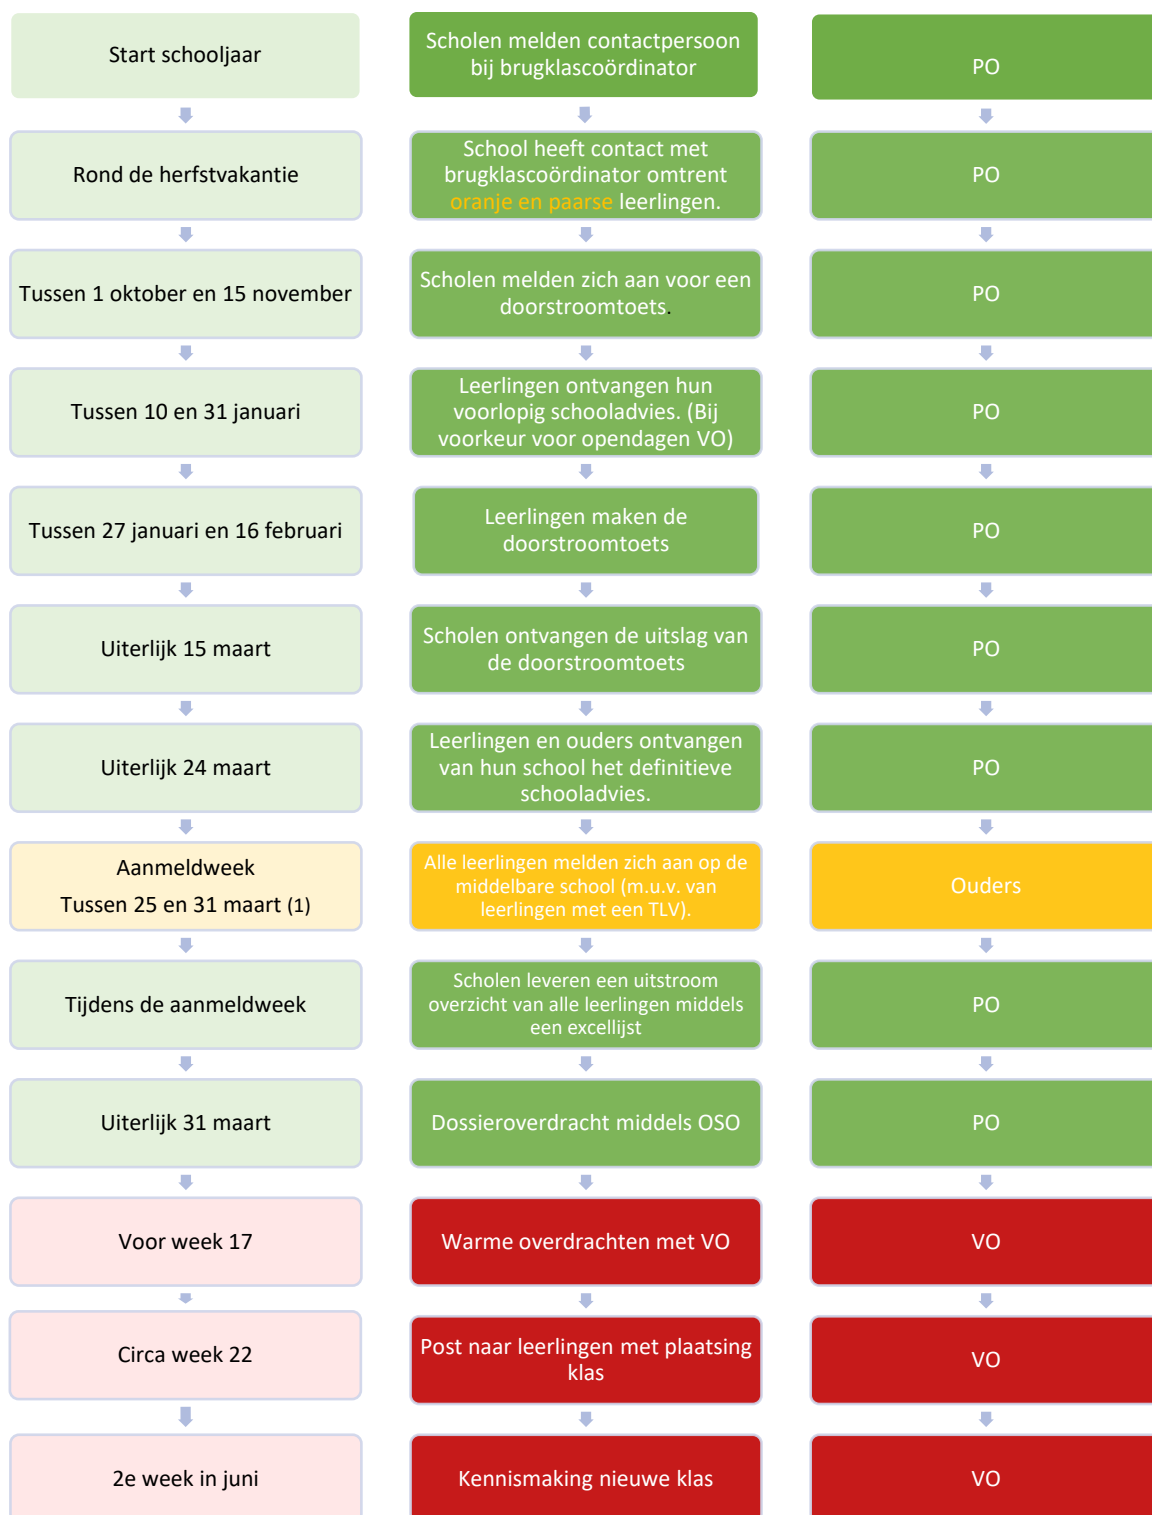 Start schooljaar
Scholen melden contactpersoon
bij brugklascoördinator
PO
Rond de herfstvakantie
School heeft contact met
brugklascoördinator omtrent
oranje en paarse leerlingen.
PO
Tussen 1 oktober en 15 november
Scholen melden zich aan voor een
doorstroomtoets.
PO
Tussen 10 en 31 januari
Leerlingen ontvangen hun
voorlopig schooladvies. (Bij
voorkeur voor opendagen VO)
PO
Tussen 27 januari en 16 februari
Leerlingen maken de
doorstroomtoets
PO
Uiterlijk 15 maart
Scholen ontvangen de uitslag van
de doorstroomtoets
PO
Uiterlijk 24 maart
Leerlingen en ouders ontvangen
van hun school het definitieve
schooladvies.
PO
Aanmeldweek
Tussen 25 en 31 maart (1)
Alle leerlingen melden zich aan op de
middelbare school (m.u.v. van
leerlingen met een TLV).
Ouders
Tijdens de aanmeldweek
Scholen leveren een uitstroom
overzicht van alle leerlingen middels
een excellijst
PO
Uiterlijk 31 maart
Dossieroverdracht middels OSO
PO
Voor week 17
Warme overdrachten met VO
VO
Circa week 22
Post naar leerlingen met plaatsing
klas
VO
2e week in juni
Kennismaking nieuwe klas
VO